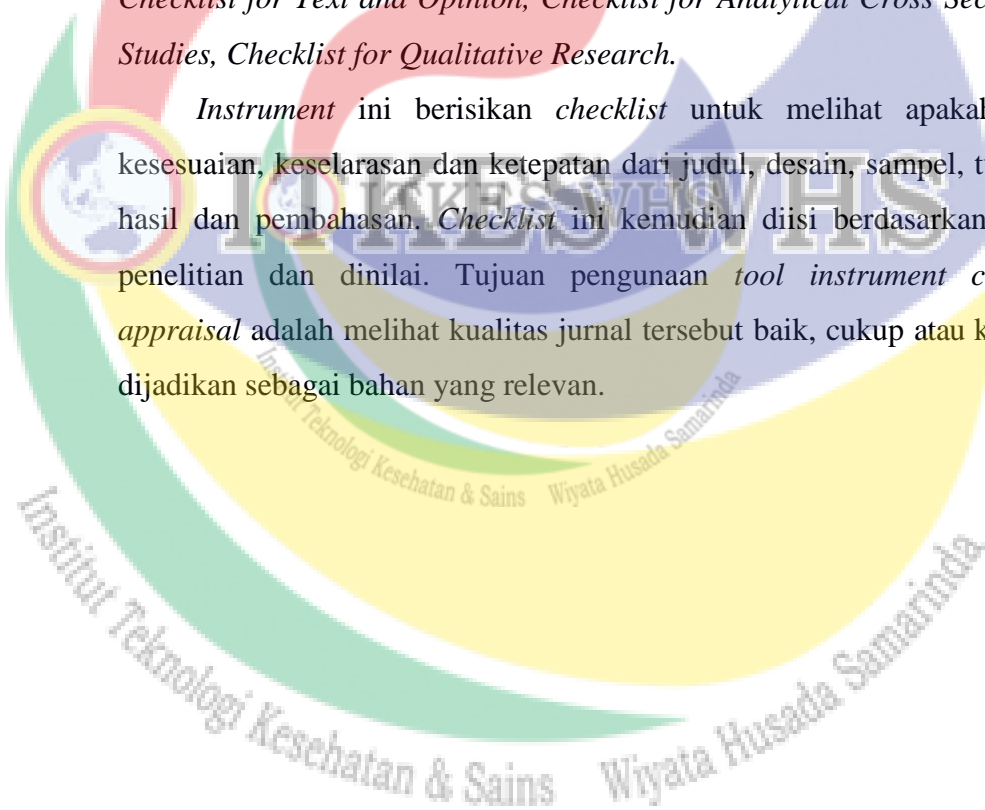 Checklist for Text and Opinion, Checklist for Analytical Cross Sec
Studies, Checklist for Qualitative Research.
Instrument ini berisikan checklist untuk melihat apakah
kesesuaian, keselarasan dan ketepatan dari judul, desain, sampel, tu
hasil dan pembahasan. Checklist ini kemudian diisi berdasarkan
penelitian dan dinilai. Tujuan pengunaan tool instrument c
appraisal adalah melihat kualitas jurnal tersebut baik, cukup atau k
dijadikan sebagai bahan yang relevan.
ITKES WHS
Institut Teknologi Kesehatan & Sains Wiyata Husada Samarinda
Institut Teknologi Kesehatan & Sains Wiyata Husada Samarinda